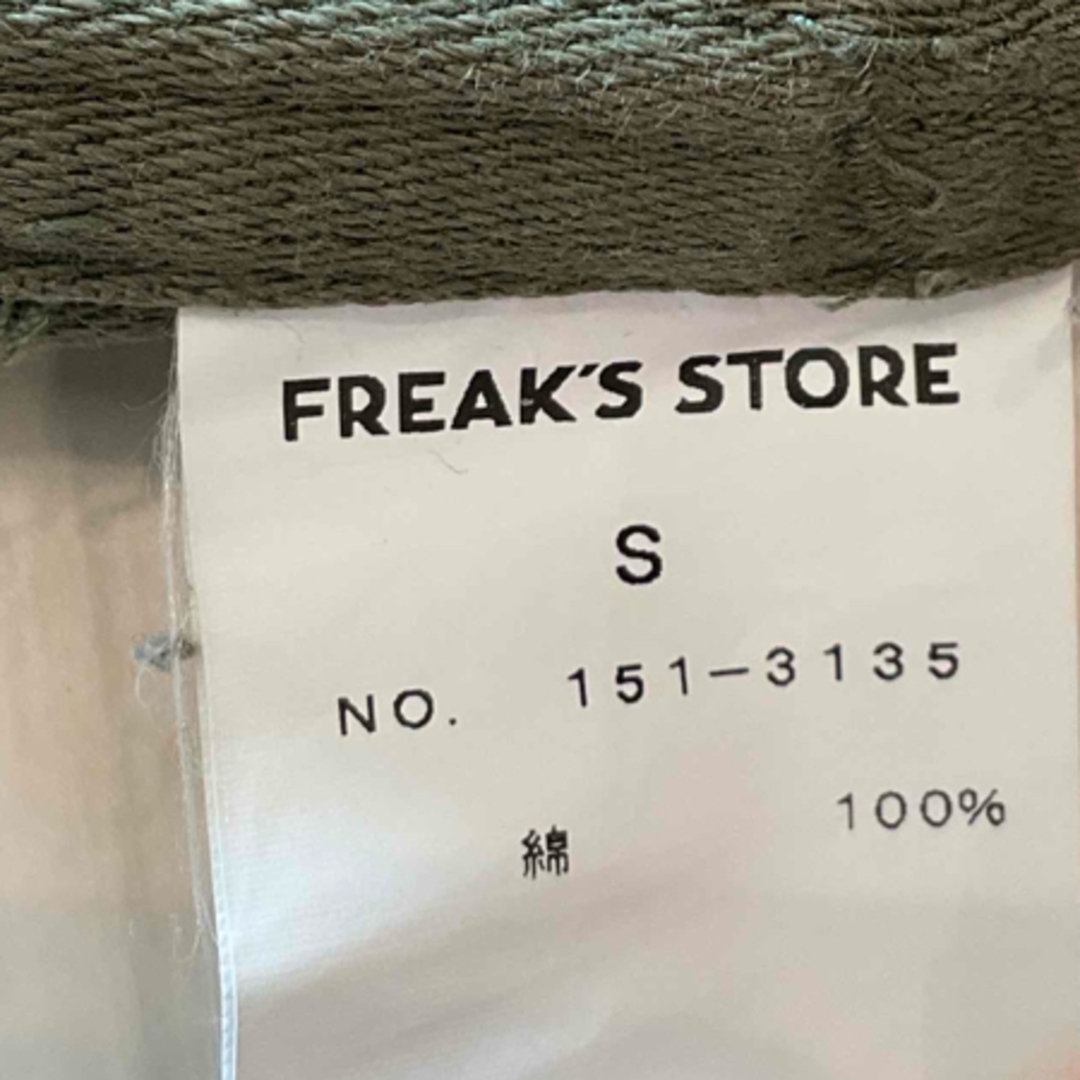 FREAK'S STORE
S
NO. 151-3135
綿 100%